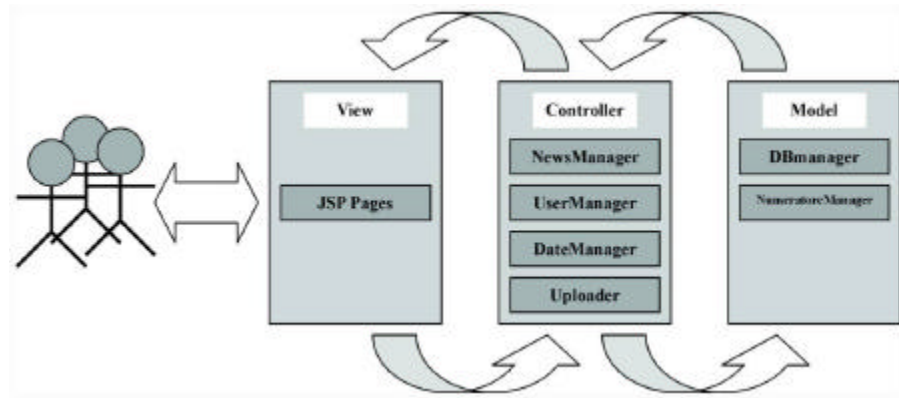 View
JSP Pages
Controller
NewsManager
UserManager
DateManager
Uploader
Model
DBmanager
NumeratoreManager